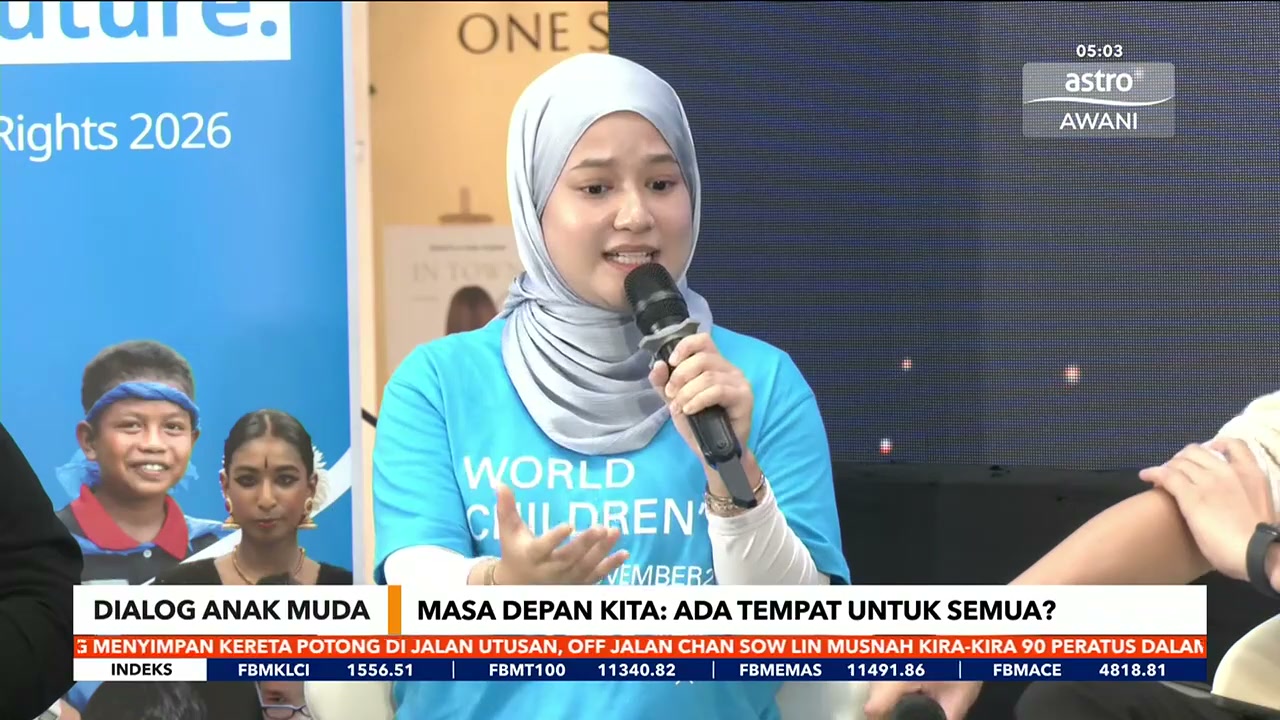 uture.
ONE S
05:03
astro
AWANI
Rights 2026
IN TOW
WORLD
CHILDREN'
VEMBER2
DIALOG ANAK MUDA MASA DEPAN KITA: ADA TEMPAT UNTUK SEMUA?
G MENYIMPAN KERETA POTONG DI JALAN UTUSAN, OFF JALAN CHAN SOW LIN MUSNAH KIRA-KIRA 90 PERATUS DALAM
INDEKS FBMKLCI 1556.51 FBMT100 11340.82 FBMEMAS 11491.86 FBMACE 4818.81